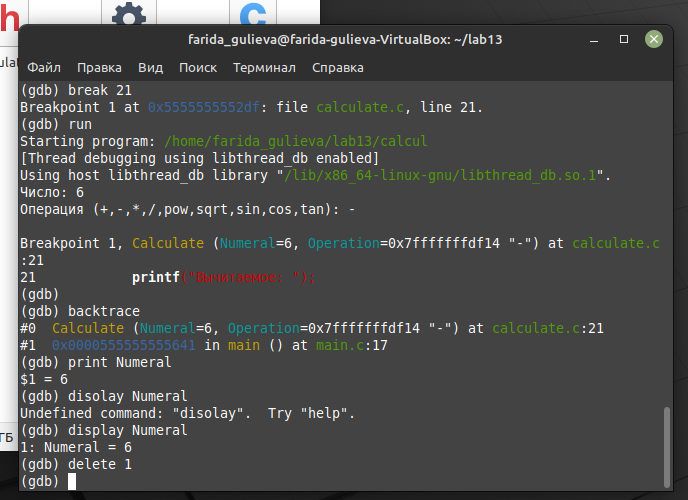 h
ulat
farida_gulieva@farida-gulieva-VirtualBox: ~/lab13
Файл Правка Вид Поиск Терминал Справка
(gdb) break 21
Breakpoint 1 at 0x5555555552df: file calculate.c, line 21.
(gdb) run
Starting program: /home/farida_gulieva/lab13/calcul
[Thread debugging using libthread_db enabled]
Using host libthread_db library "/lib/x86_64-linux-gnu/libthread_db.so.1".
Число: 6
Операция (+,-,*,/,pow,sqrt,sin,cos,tan): -
Breakpoint 1, Calculate (Numeral=6, Operation=0x7fffffffdf14 "-") at calculate.c
:21
21 printf("Вычитаемое: ");
(gdb)
(gdb) backtrace
#0 Calculate (Numeral=6, Operation=0x7fffffffdf14 "-") at calculate.c:21
#1 0x0000555555555641 in main () at main.c:17
(gdb) print Numeral
$1 = 6
(gdb) disolay Numeral
Undefined command: "disolay". Try "help".
(gdb) display Numeral
1: Numeral = 6
ГБ
(gdb) delete 1
(gdb)